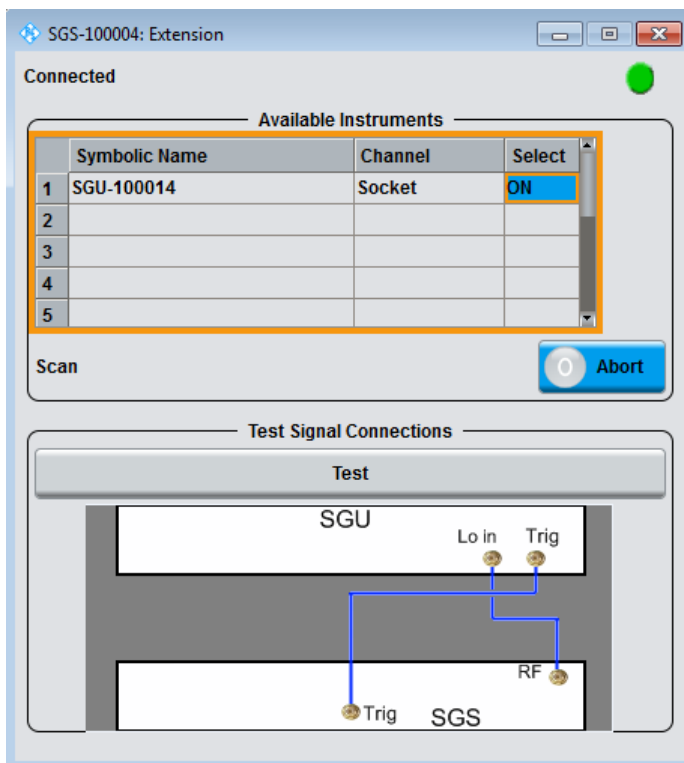 SGS-100004: Extension
Connected
Available Instruments
Symbolic Name Channel Select
1 SGU-100014 Socket ON
2
3
4
5
Scan 0 Abort
Test Signal Connections
Test
SGU
Lo in Trig
RF
Trig SGS